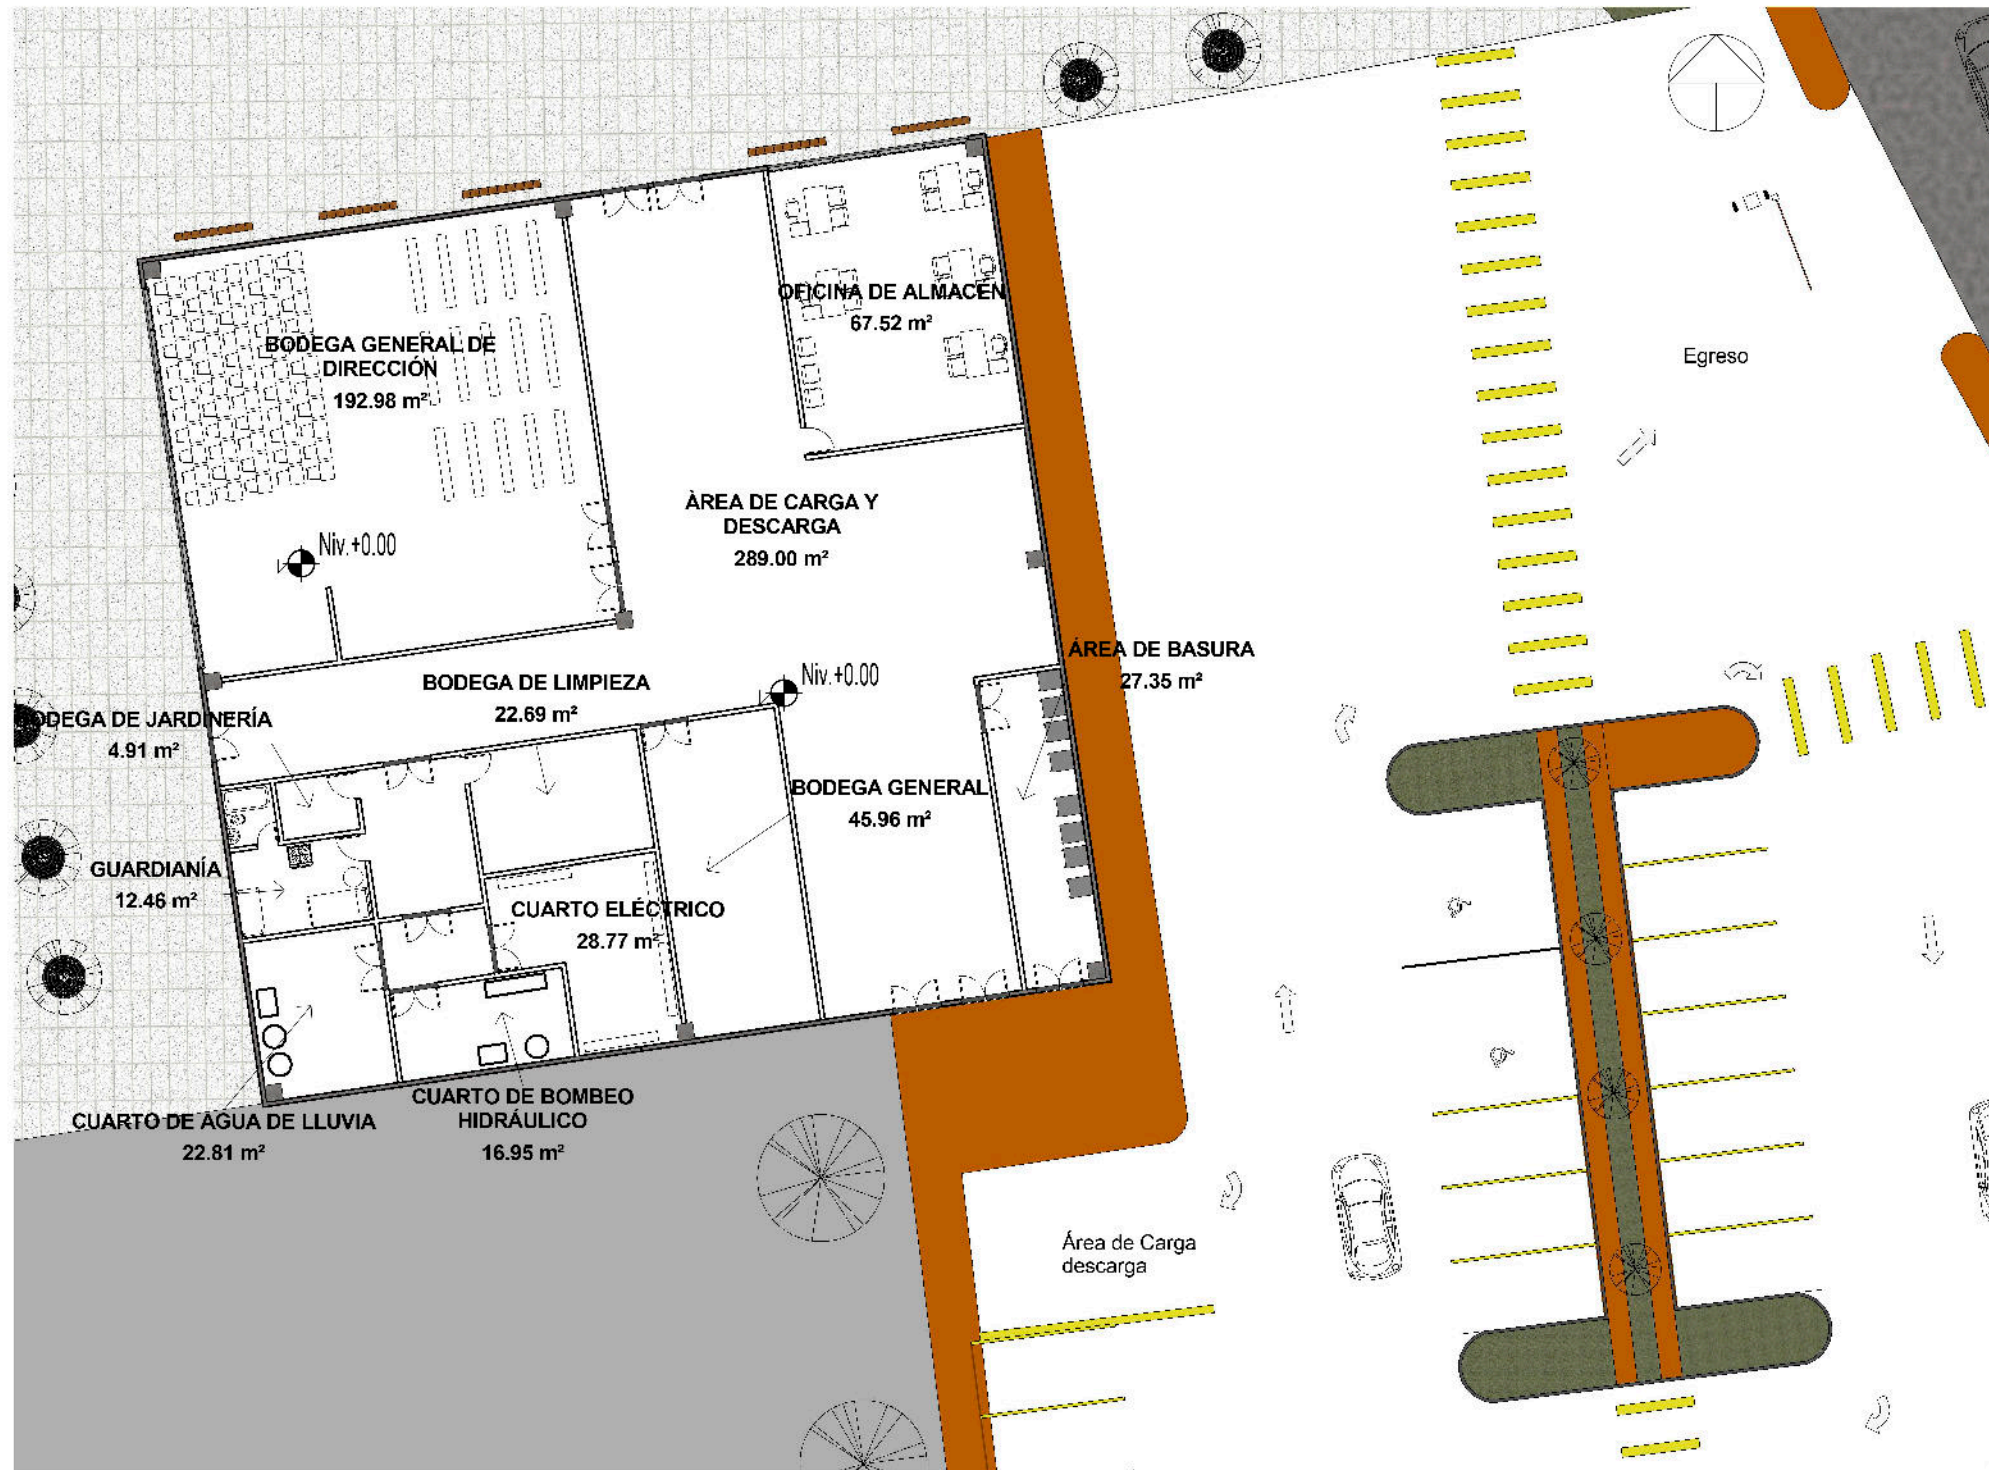 OFICINA DE ALMACÉN
67.52 m²
BODEGA GENERAL DE
DIRECCIÓN
192.98 m²
Egreso
ÀREA DE CARGA Y
DESCARGA
289.00 m²
Niv.+0.00
ÁREA DE BASURA
27.35 m²
Niv.+0.00
BODEGA DE LIMPIEZA
22.69 m²
BODEGA DE JARDINERÍA
4.91 m²
BODEGA GENERAL
45.96 m²
GUARDIANÍA
12.46 m²
CUARTO ELÉCTRICO
28.77 m²
CUARTO DE AGUA DE LLUVIA
22.81 m²
CUARTO DE BOMBEO
HIDRÁULICO
16.95 m²
Área de Carga
descarga